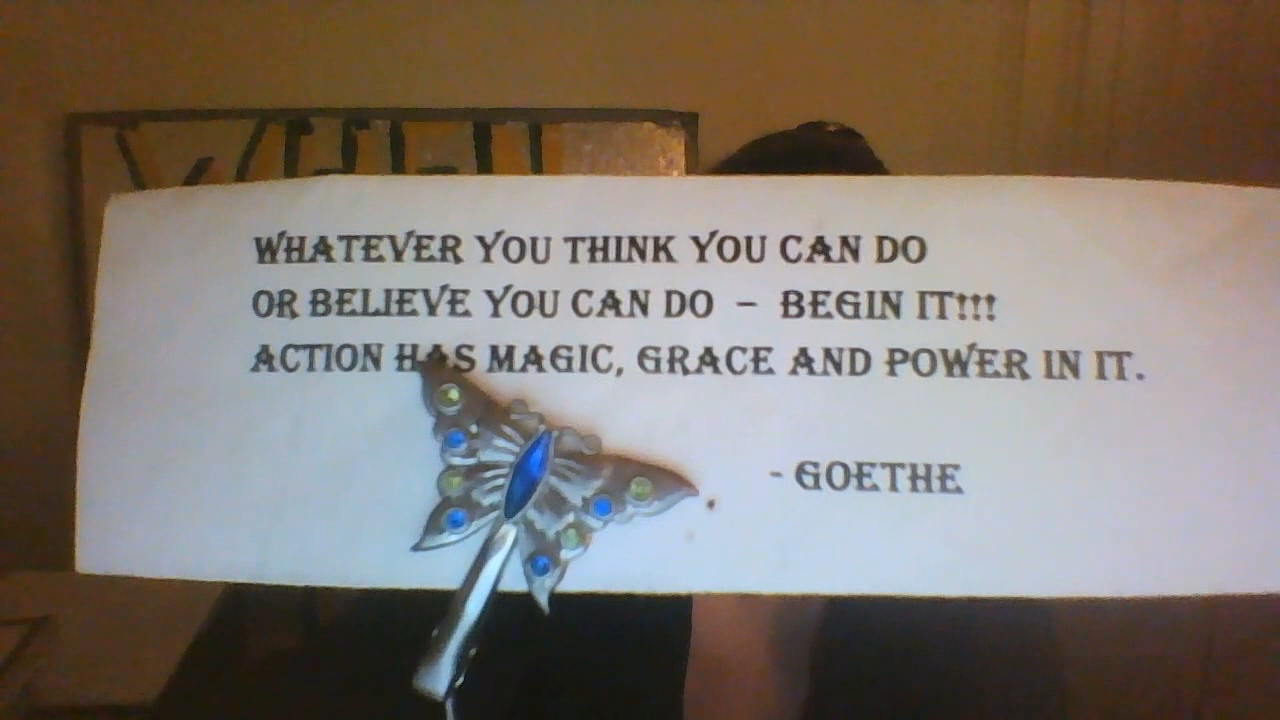 WHATEVER YOU THINK YOU CAN DO
OR BELIEVE YOU CAN DO – BEGIN IT!!!
ACTION HAS MAGIC, GRACE AND POWER IN IT.
- GOETHE